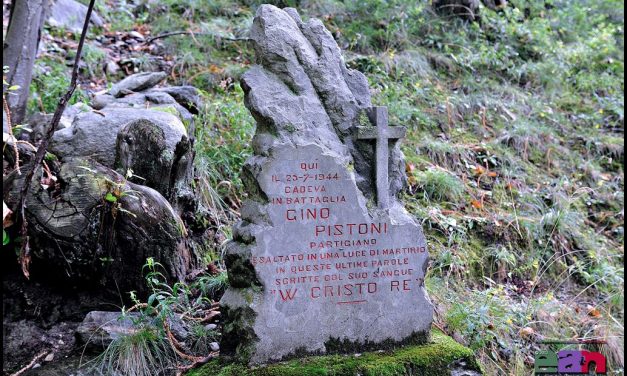 QUI
IL 25-7-1944
CADEVA
IN BATTAGLIA
GINO
PISTONI
PARTIGIANO
ESALTATO IN UNA LUCE DI MARTIRIO
IN QUESTE ULTIME PAROLE
SCRITTE COL SUO SANGUE
"W CRISTO RE"